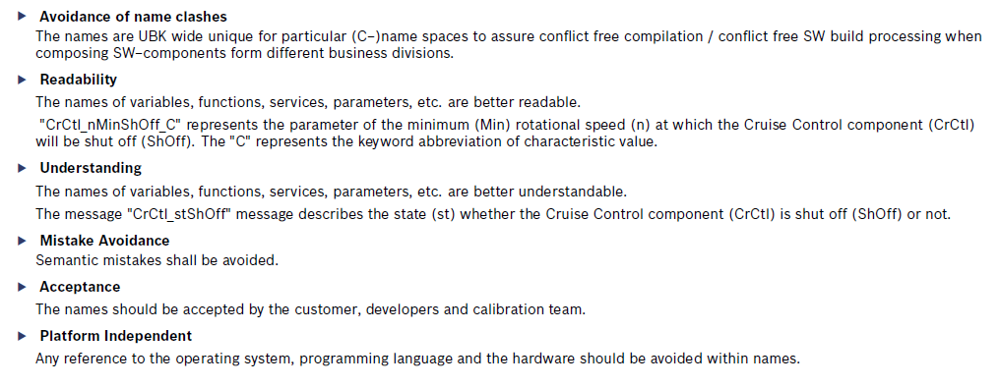 Avoidance of name clashes
The names are UBK wide unique for particular (C–)name spaces to assure conflict free compilation / conflict free SW build processing when
composing SW–components form different business divisions.
Readability
The names of variables, functions, services, parameters, etc. are better readable.
"CrCtl_nMinShOff_C" represents the parameter of the minimum (Min) rotational speed (n) at which the Cruise Control component (CrCtl)
will be shut off (ShOff). The "C" represents the keyword abbreviation of characteristic value.
Understanding
The names of variables, functions, services, parameters, etc. are better understandable.
The message "CrCtl_stShOff" message describes the state (st) whether the Cruise Control component (CrCtl) is shut off (ShOff) or not.
Mistake Avoidance
Semantic mistakes shall be avoided.
Acceptance
The names should be accepted by the customer, developers and calibration team.
Platform Independent
Any reference to the operating system, programming language and the hardware should be avoided within names.